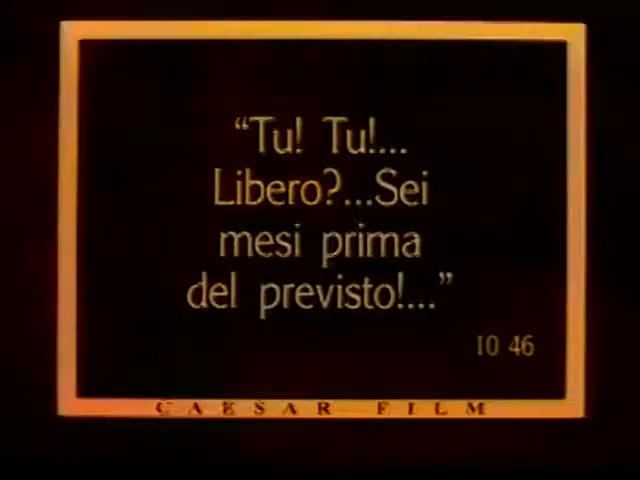 “Tu! Tu!...
Libero?...Sei
mesi prima
del previsto!...”
10 46
CAESAR FILM